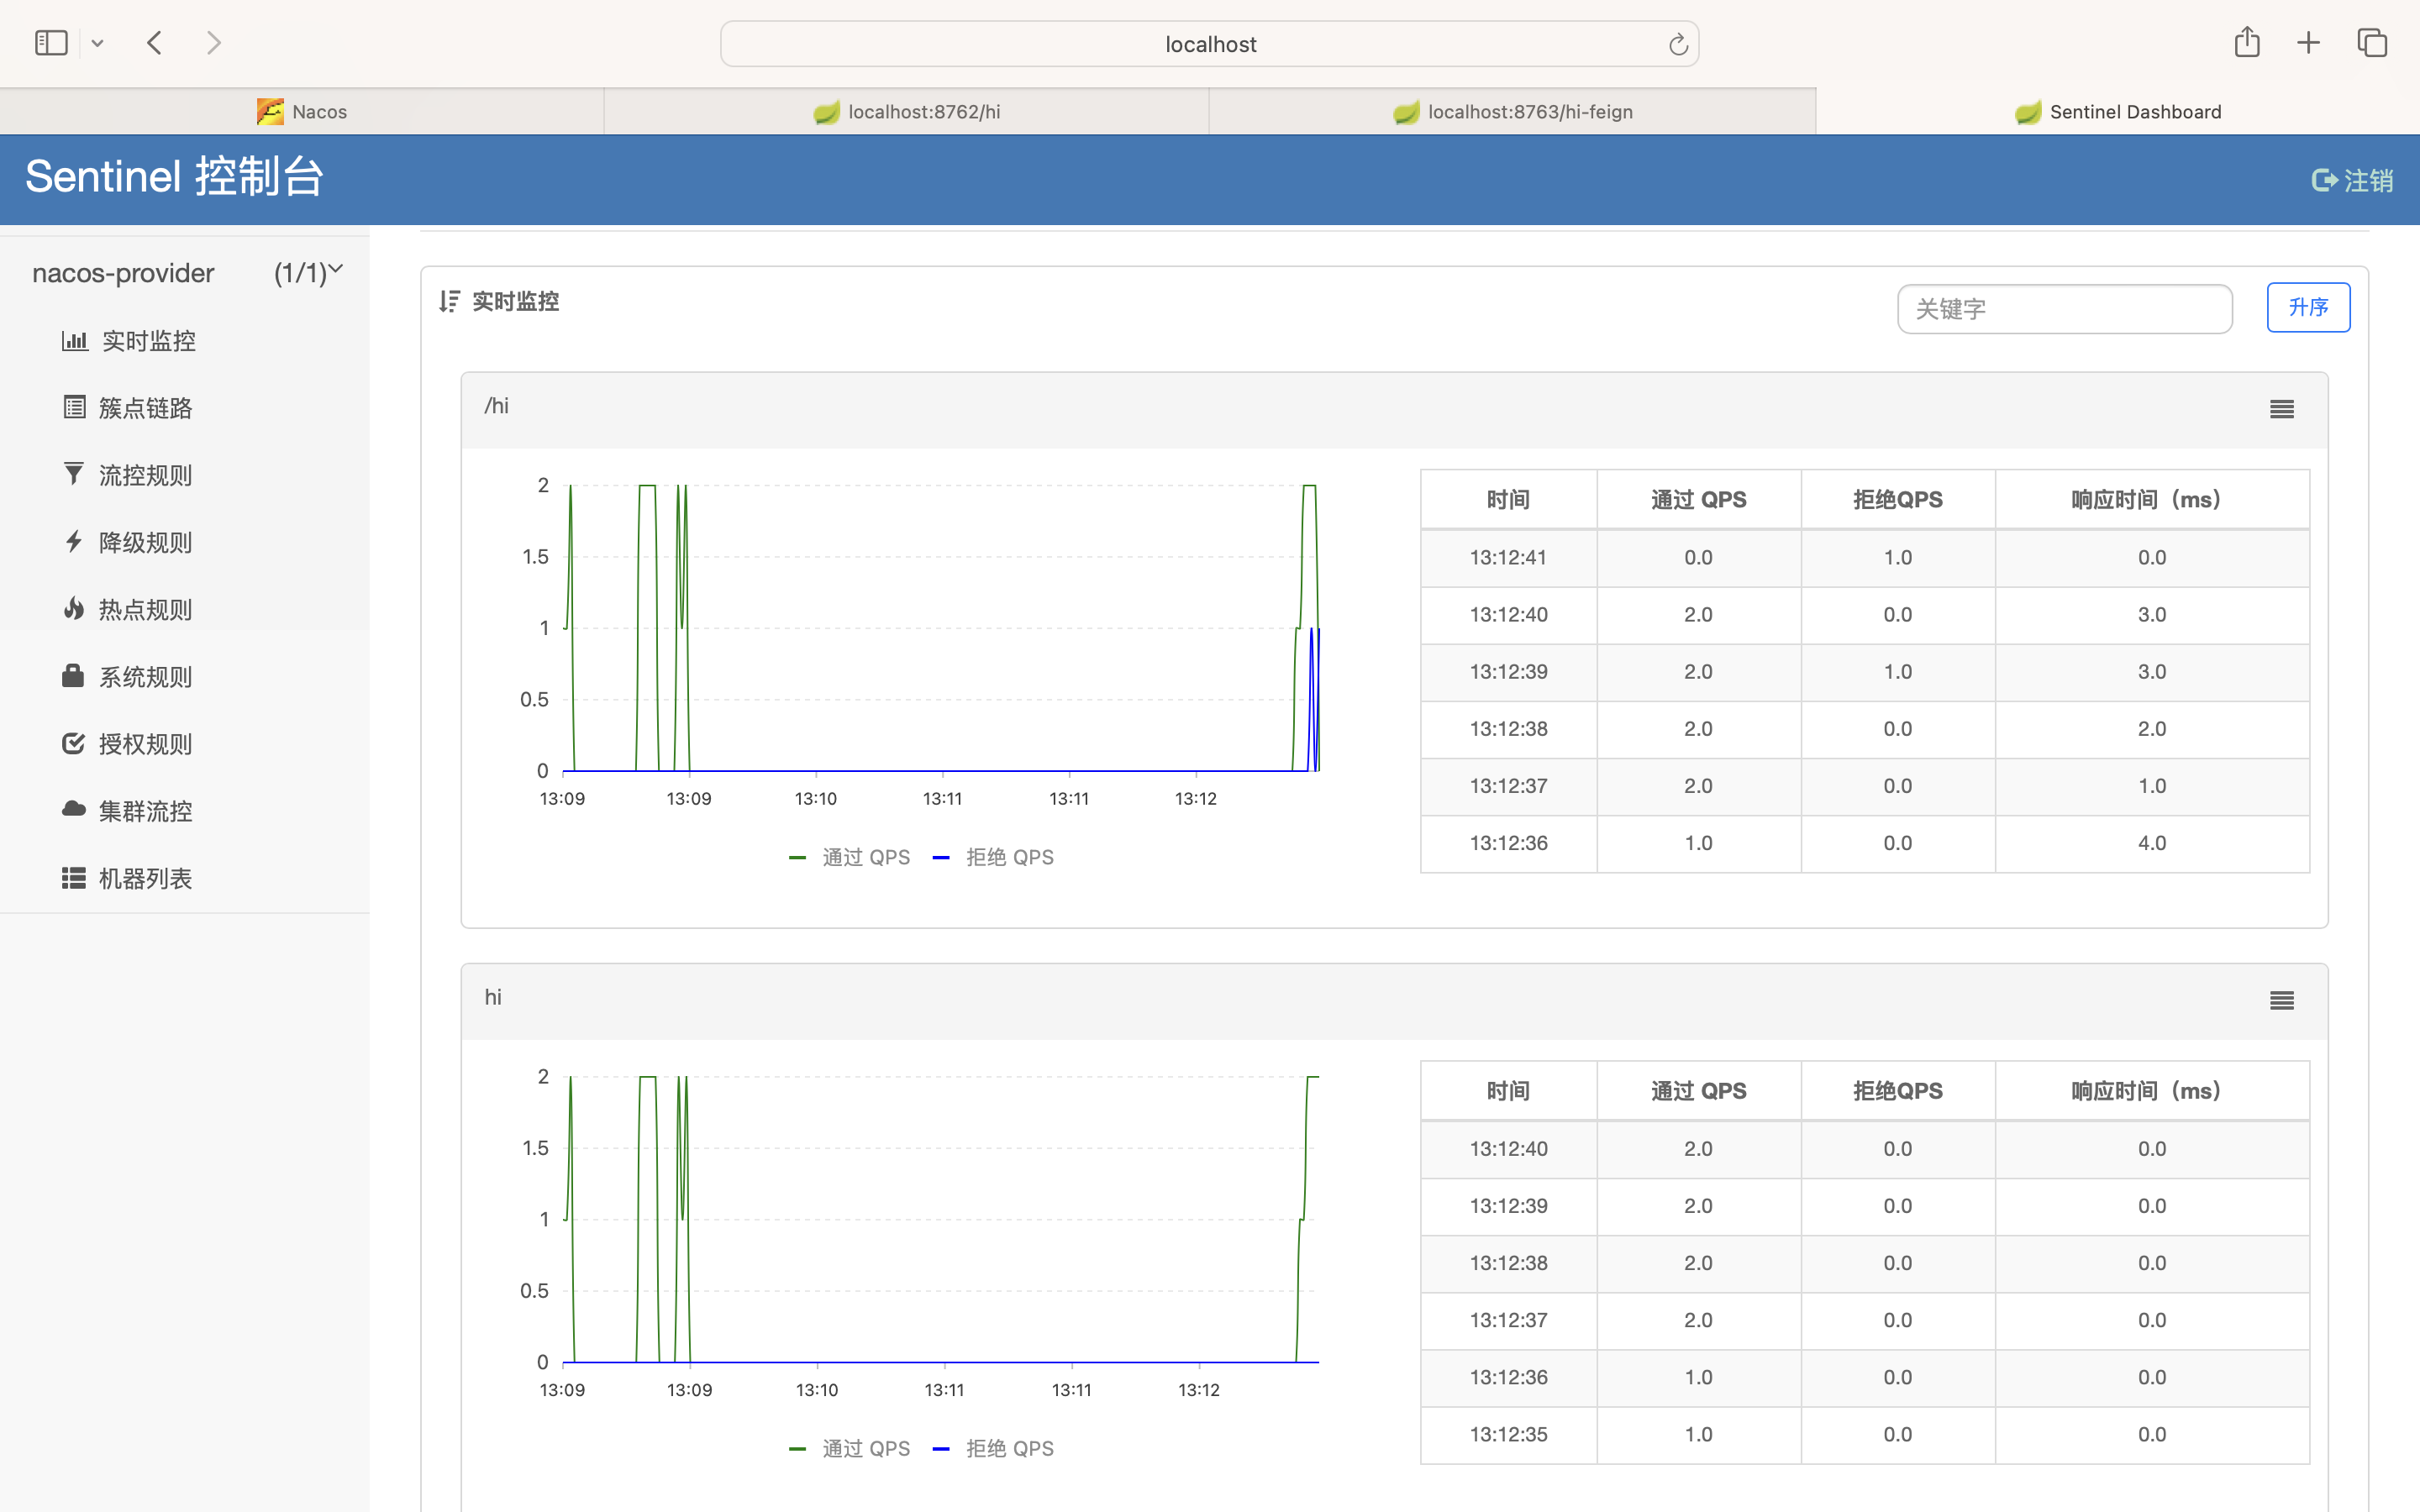 localhost
Nacos
localhost:8762/hi
localhost:8763/hi-feign
Sentinel Dashboard
Sentinel 控制台
注销
nacos-provider (1/1)
实时监控
簇点链路
流控规则
降级规则
热点规则
系统规则
授权规则
集群流控
机器列表
实时监控
关键字
升序
/hi
2
1.5
1
0.5
0
13:09 13:09 13:10 13:11 13:11 13:12
通过 QPS 拒绝 QPS
时间 通过 QPS 拒绝QPS 响应时间（ms）
13:12:41 0.0 1.0 0.0
13:12:40 2.0 0.0 3.0
13:12:39 2.0 1.0 3.0
13:12:38 2.0 0.0 2.0
13:12:37 2.0 0.0 1.0
13:12:36 1.0 0.0 4.0
hi
2
1.5
1
0.5
0
13:09 13:09 13:10 13:11 13:11 13:12
通过 QPS 拒绝 QPS
时间 通过 QPS 拒绝QPS 响应时间（ms）
13:12:40 2.0 0.0 0.0
13:12:39 2.0 0.0 0.0
13:12:38 2.0 0.0 0.0
13:12:37 2.0 0.0 0.0
13:12:36 1.0 0.0 0.0
13:12:35 1.0 0.0 0.0